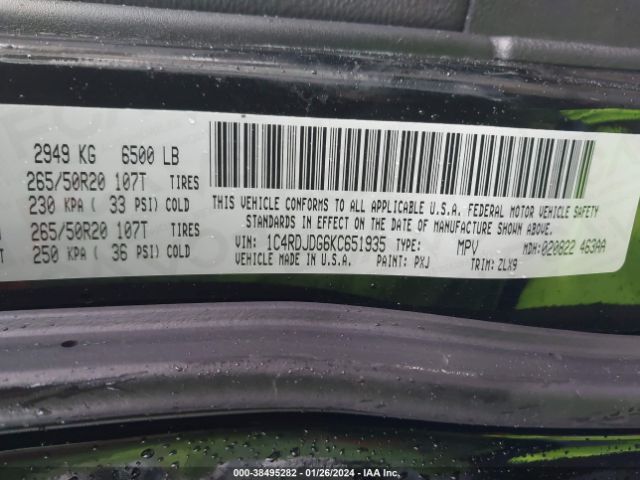 2949 KG 6500 LB
265/50R20 107T TIRES
230 KPA ( 33 PSI) COLD
265/50R20 107T TIRES
250 KPA ( 36 PSI) COLD
THIS VEHICLE CONFORMS TO ALL APPLICABLE U.S.A. FEDERAL MOTOR VEHICLE SAFETY
STANDARDS IN EFFECT ON THE DATE OF MANUFACTURE SHOWN ABOVE.
VIN: 1C4RDJDG6KC651935 TYPE: MPV MDH:020822 463AA
VEHICLE MADE IN U.S.A. PAINT: PXJ TRIM: ZLX9
000-38495282 - 01/26/2024 - IAA Inc.